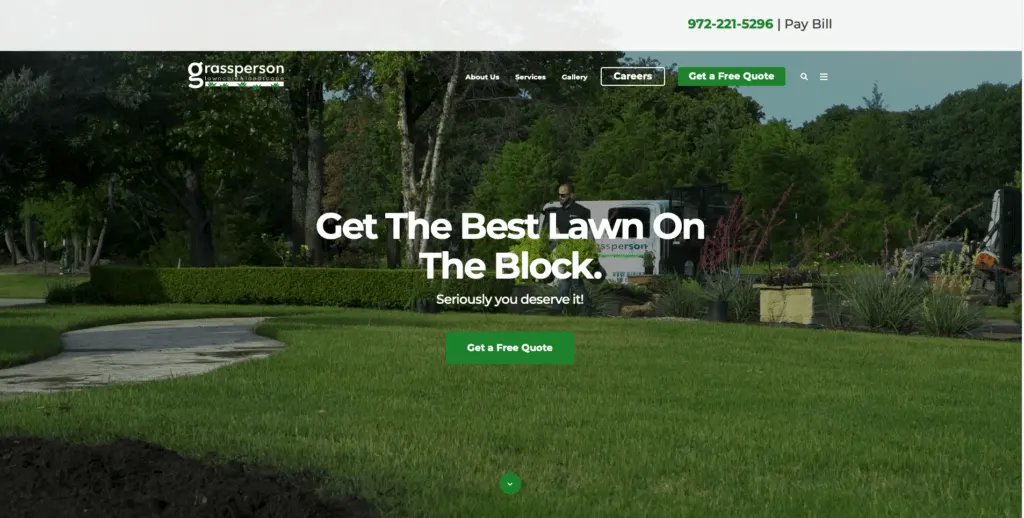 972-221-5296 | Pay Bill
grassperson
lawncare & landscape
About Us Services Gallery Careers Get a Free Quote
Get The Best Lawn On
The Block.
assperson
Seriously you deserve it!
Get a Free Quote